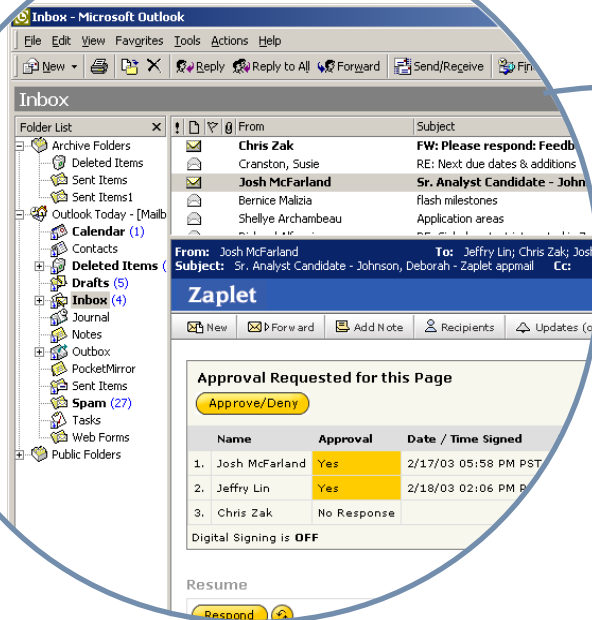 Inbox - Microsoft Outlook
File Edit View Favorites Tools Actions Help
New Reply Reply to All Forward Send/Receive
Inbox
Folder List X ! From Subject
Archive Folders
Deleted Items
Sent Items
Sent Items1
Outlook Today - [Mailb
Calendar (1)
Contacts
Deleted Items (
Drafts (5)
Inbox (4)
Journal
Notes
Outbox
PocketMirror
Sent Items
Spam (27)
Tasks
Web Forms
Public Folders
Chris Zak FW: Please respond: Feedb
Cranston, Susie RE: Next due dates & additions
Josh McFarland Sr. Analyst Candidate - John
Bernice Malizia flash milestones
Shellye Archambeau Application areas
From: Josh McFarland To: Jeffry Lin; Chris Zak; Josh
Subject: Sr. Analyst Candidate - Johnson, Deborah - Zaplet appmail Cc:
Zaplet
New Forward Add Note Recipients Updates (o
Approval Requested for this Page
Approve/Deny
Name Approval Date / Time Signed
1. Josh McFarland Yes 2/17/03 05:58 PM PST
2. Jeffry Lin Yes 2/18/03 02:06 PM P
3. Chris Zak No Response
Digital Signing is OFF
Resume
Respond